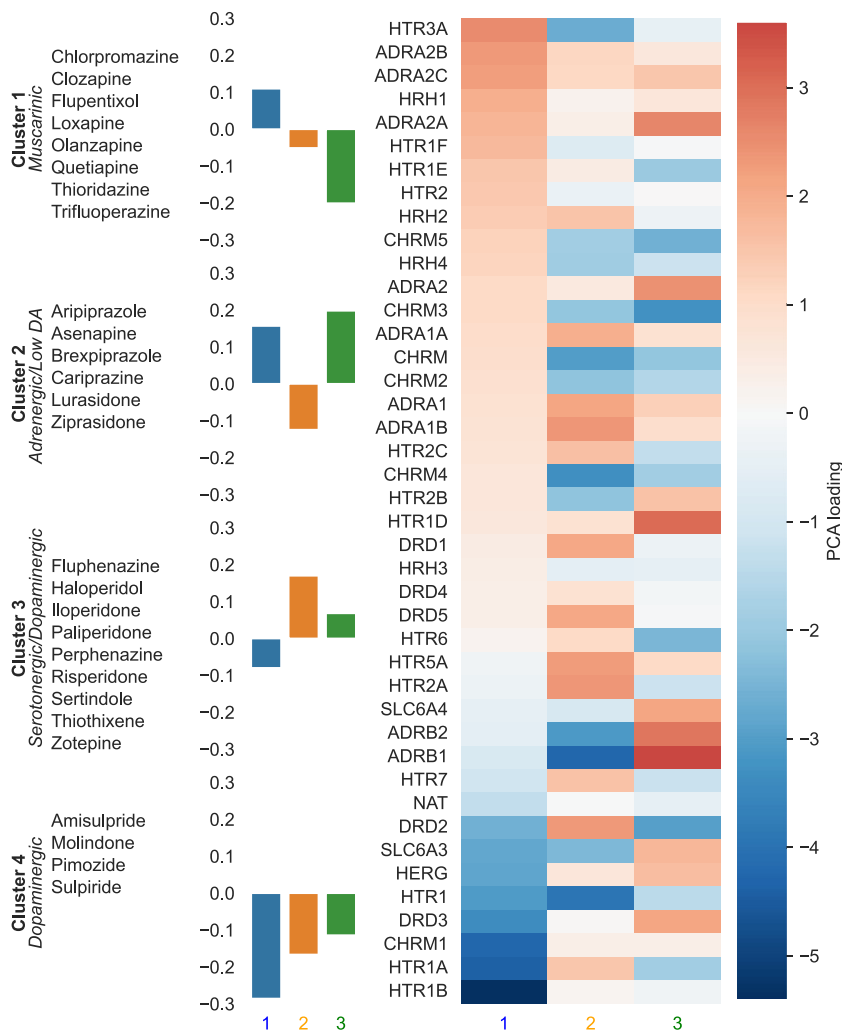 Cluster 1
Muscarinic
Chlorpromazine
Clozapine
Flupentixol
Loxapine
Olanzapine
Quetiapine
Thioridazine
Trifluoperazine
0.3
0.2
0.1
0.0
−0.1
−0.2
−0.3
Cluster 2
Adrenergic/Low DA
Aripiprazole
Asenapine
Brexpiprazole
Cariprazine
Lurasidone
Ziprasidone
0.3
0.2
0.1
0.0
−0.1
−0.2
−0.3
Cluster 3
Serotonergic/Dopaminergic
Fluphenazine
Haloperidol
Iloperidone
Paliperidone
Perphenazine
Risperidone
Sertindole
Thiothixene
Zotepine
0.3
0.2
0.1
0.0
−0.1
−0.2
−0.3
Cluster 4
Dopaminergic
Amisulpride
Molindone
Pimozide
Sulpiride
0.3
0.2
0.1
0.0
−0.1
−0.2
−0.3
1 2 3
HTR3A
ADRA2B
ADRA2C
HRH1
ADRA2A
HTR1F
HTR1E
HTR2
HRH2
CHRM5
HRH4
ADRA2
CHRM3
ADRA1A
CHRM
CHRM2
ADRA1
ADRA1B
HTR2C
CHRM4
HTR2B
HTR1D
DRD1
HRH3
DRD4
DRD5
HTR6
HTR5A
HTR2A
SLC6A4
ADRB2
ADRB1
HTR7
NAT
DRD2
SLC6A3
HERG
HTR1
DRD3
CHRM1
HTR1A
HTR1B
1 2 3
3
2
1
0
−1
−2
−3
−4
−5
PCA loading